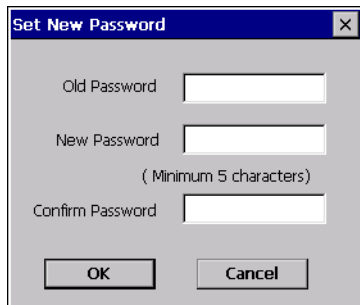 Set New Password
Old Password
New Password
( Minimum 5 characters)
Confirm Password
OK Cancel